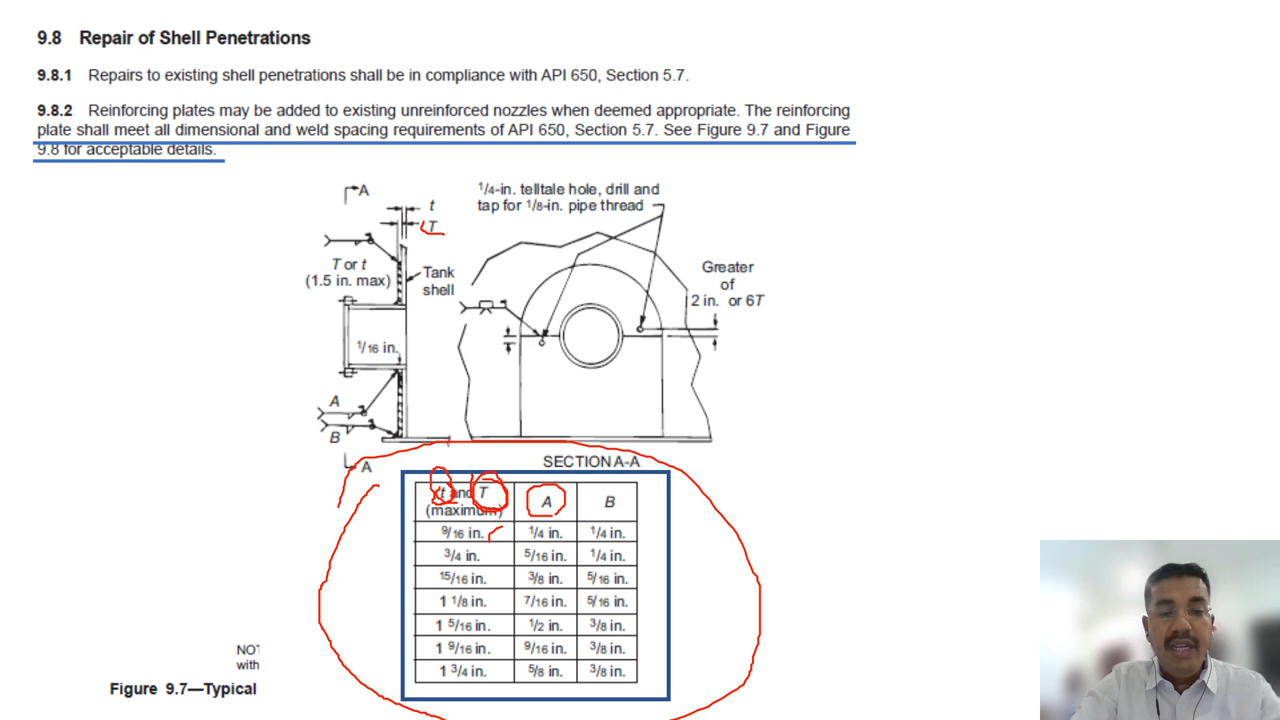 9.8 Repair of Shell Penetrations
9.8.1 Repairs to existing shell penetrations shall be in compliance with API 650, Section 5.7.
9.8.2 Reinforcing plates may be added to existing unreinforced nozzles when deemed appropriate. The reinforcing
plate shall meet all dimensional and weld spacing requirements of API 650, Section 5.7. See Figure 9.7 and Figure
9.8 for acceptable details.
A
t
T
T or t
(1.5 in. max)
Tank
shell
1/16 in.
A
B
A
1/4-in. telltale hole, drill and
tap for 1/8-in. pipe thread
Greater
of
2 in. or 6T
SECTION A-A
t and T
(maximum) A B
9/16 in. 1/4 in. 1/4 in.
3/4 in. 5/16 in. 1/4 in.
15/16 in. 3/8 in. 5/16 in.
1 1/8 in. 7/16 in. 5/16 in.
1 5/16 in. 1/2 in. 3/8 in.
1 9/16 in. 9/16 in. 3/8 in.
1 3/4 in. 5/8 in. 3/8 in.
NOT
with
Figure 9.7—Typical